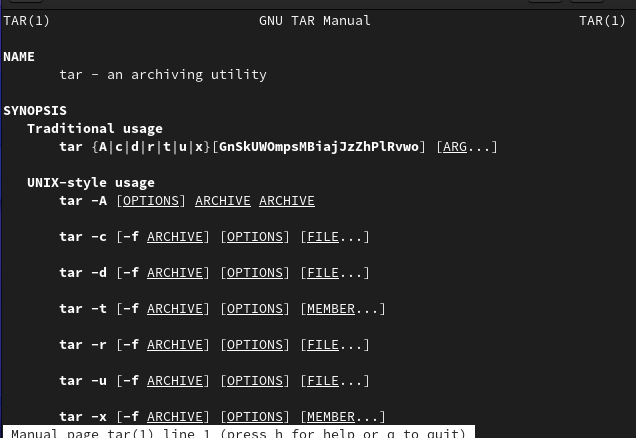 TAR(1) GNU TAR Manual TAR(1)
NAME
tar - an archiving utility
SYNOPSIS
Traditional usage
tar {A|c|d|r|t|u|x}[GnSkUWOmpsMBiajJzZhPlRvwo] [ARG...]
UNIX-style usage
tar -A [OPTIONS] ARCHIVE ARCHIVE
tar -c [-f ARCHIVE] [OPTIONS] [FILE...]
tar -d [-f ARCHIVE] [OPTIONS] [FILE...]
tar -t [-f ARCHIVE] [OPTIONS] [MEMBER...]
tar -r [-f ARCHIVE] [OPTIONS] [FILE...]
tar -u [-f ARCHIVE] [OPTIONS] [FILE...]
tar -x [-f ARCHIVE] [OPTIONS] [MEMBER...]
Manual page tar(1) line 1 (press h for help or q to quit)